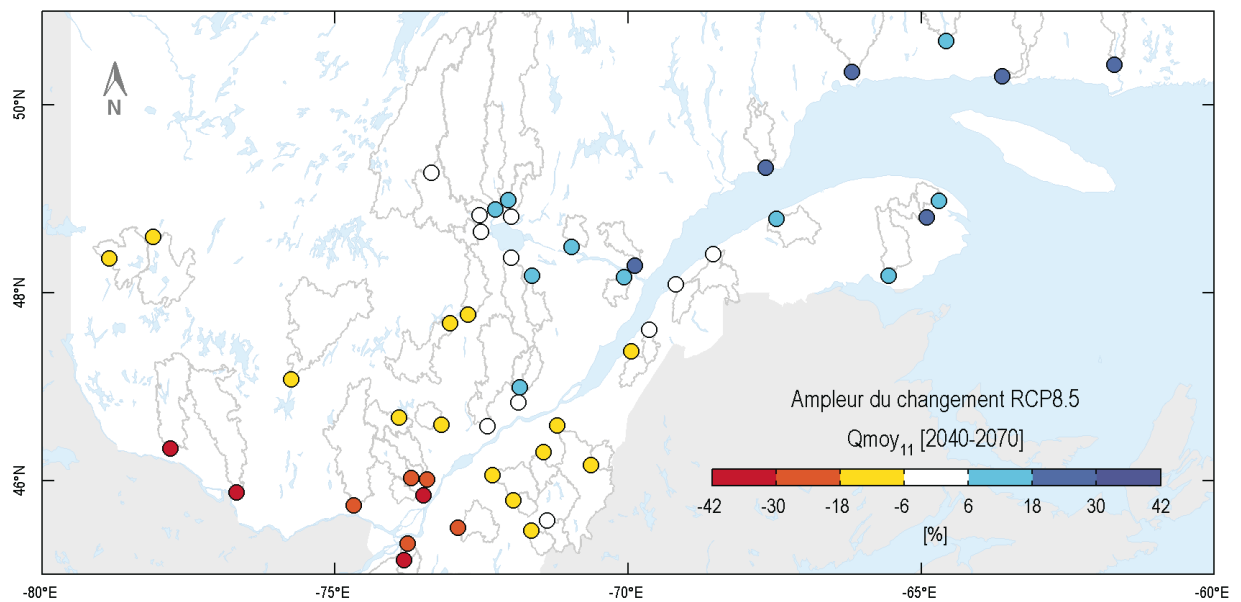 N
50°N
48°N
46°N
Ampleur du changement RCP8.5
Qmoy11 [2040-2070]
-42 -30 -18 -6 6 18 30 42
[%]
-80°E -75°E -70°E -65°E -60°E